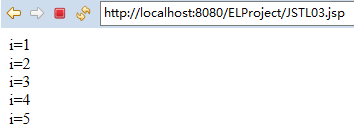 http://localhost:8080/ELProject/JSTL03.jsp
i=1
i=2
i=3
i=4
i=5